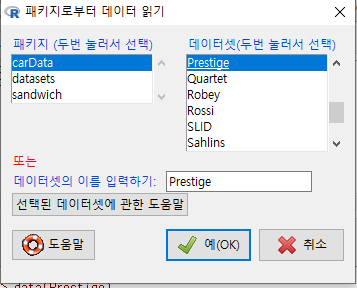 패키지로부터 데이터 읽기
패키지 (두번 눌러서 선택)
데이터셋(두번 눌러서 선택)
carData
datasets
sandwich
Prestige
Quartet
Robey
Rossi
SLID
Sahlins
또는
데이터셋의 이름 입력하기:
Prestige
선택된 데이터셋에 관한 도움말
도움말
예(OK)
취소
> data(Prestige)